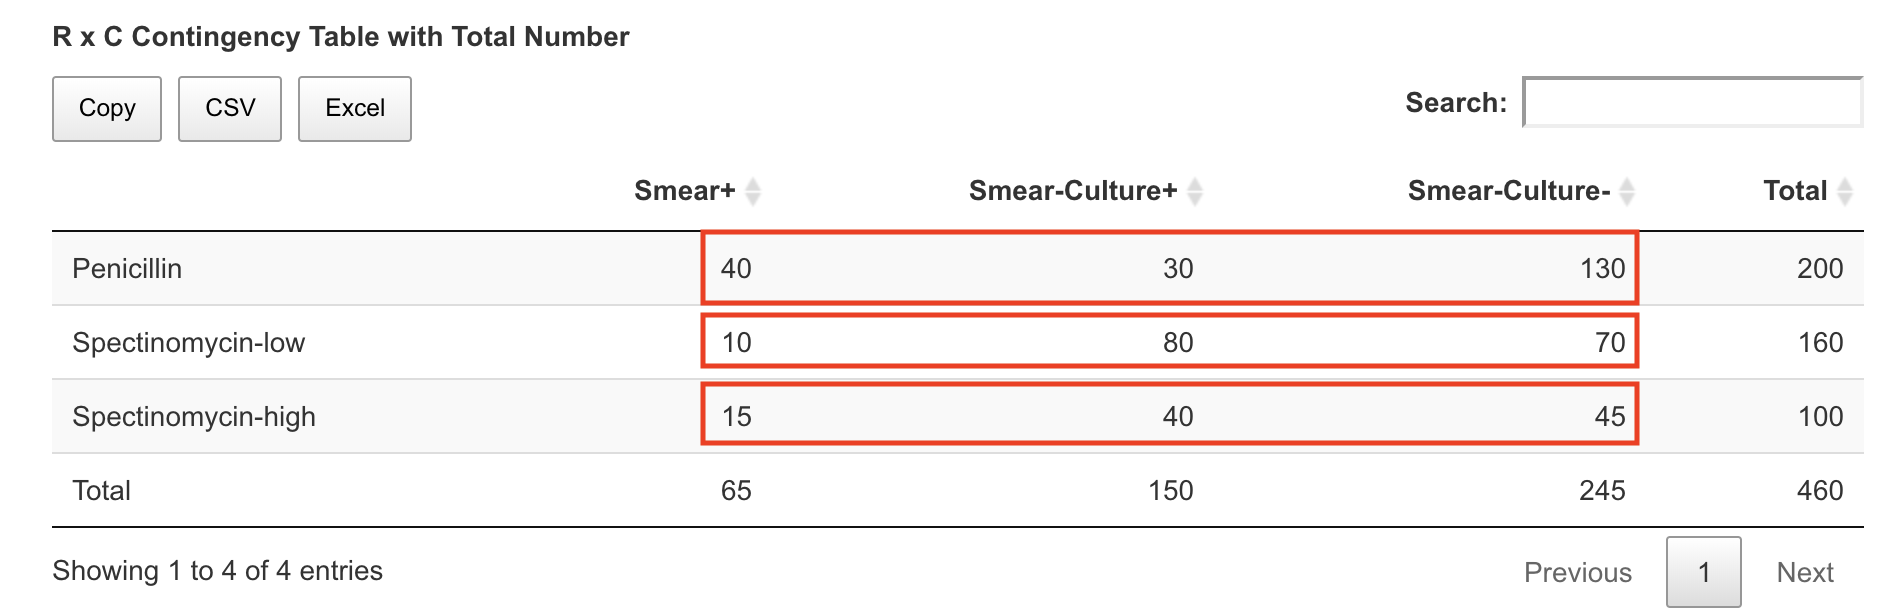 R x C Contingency Table with Total Number
Copy CSV Excel Search:
Smear+ Smear-Culture+ Smear-Culture- Total
Penicillin 40 30 130 200
Spectinomycin-low 10 80 70 160
Spectinomycin-high 15 40 45 100
Total 65 150 245 460
Showing 1 to 4 of 4 entries Previous 1 Next